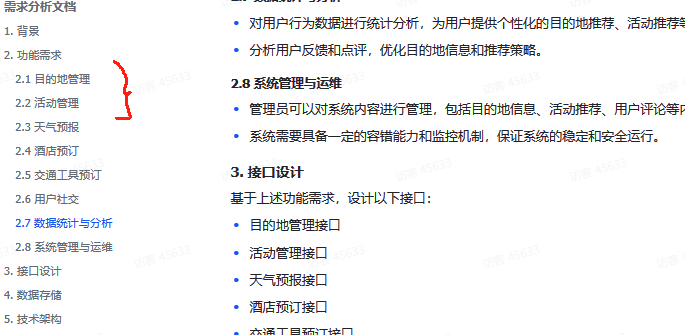 需求分析文档
1. 背景
2. 功能需求
2.1 目的地管理
2.2 活动管理
2.3 天气预报
2.4 酒店预订
2.5 交通工具预订
2.6 用户社交
2.7 数据统计与分析
2.8 系统管理与运维
3. 接口设计
4. 数据存储
5. 技术架构
对用户行为数据进行统计分析，为用户提供个性化的目的地推荐、活动推荐等
分析用户反馈和点评，优化目的地信息和推荐策略。
2.8 系统管理与运维
管理员可以对系统内容进行管理，包括目的地信息、活动推荐、用户评论等内
系统需要具备一定的容错能力和监控机制，保证系统的稳定和安全运行。
3. 接口设计
基于上述功能需求，设计以下接口：
目的地管理接口
活动管理接口
天气预报接口
酒店预订接口
交通工具预订接口
访客 45633